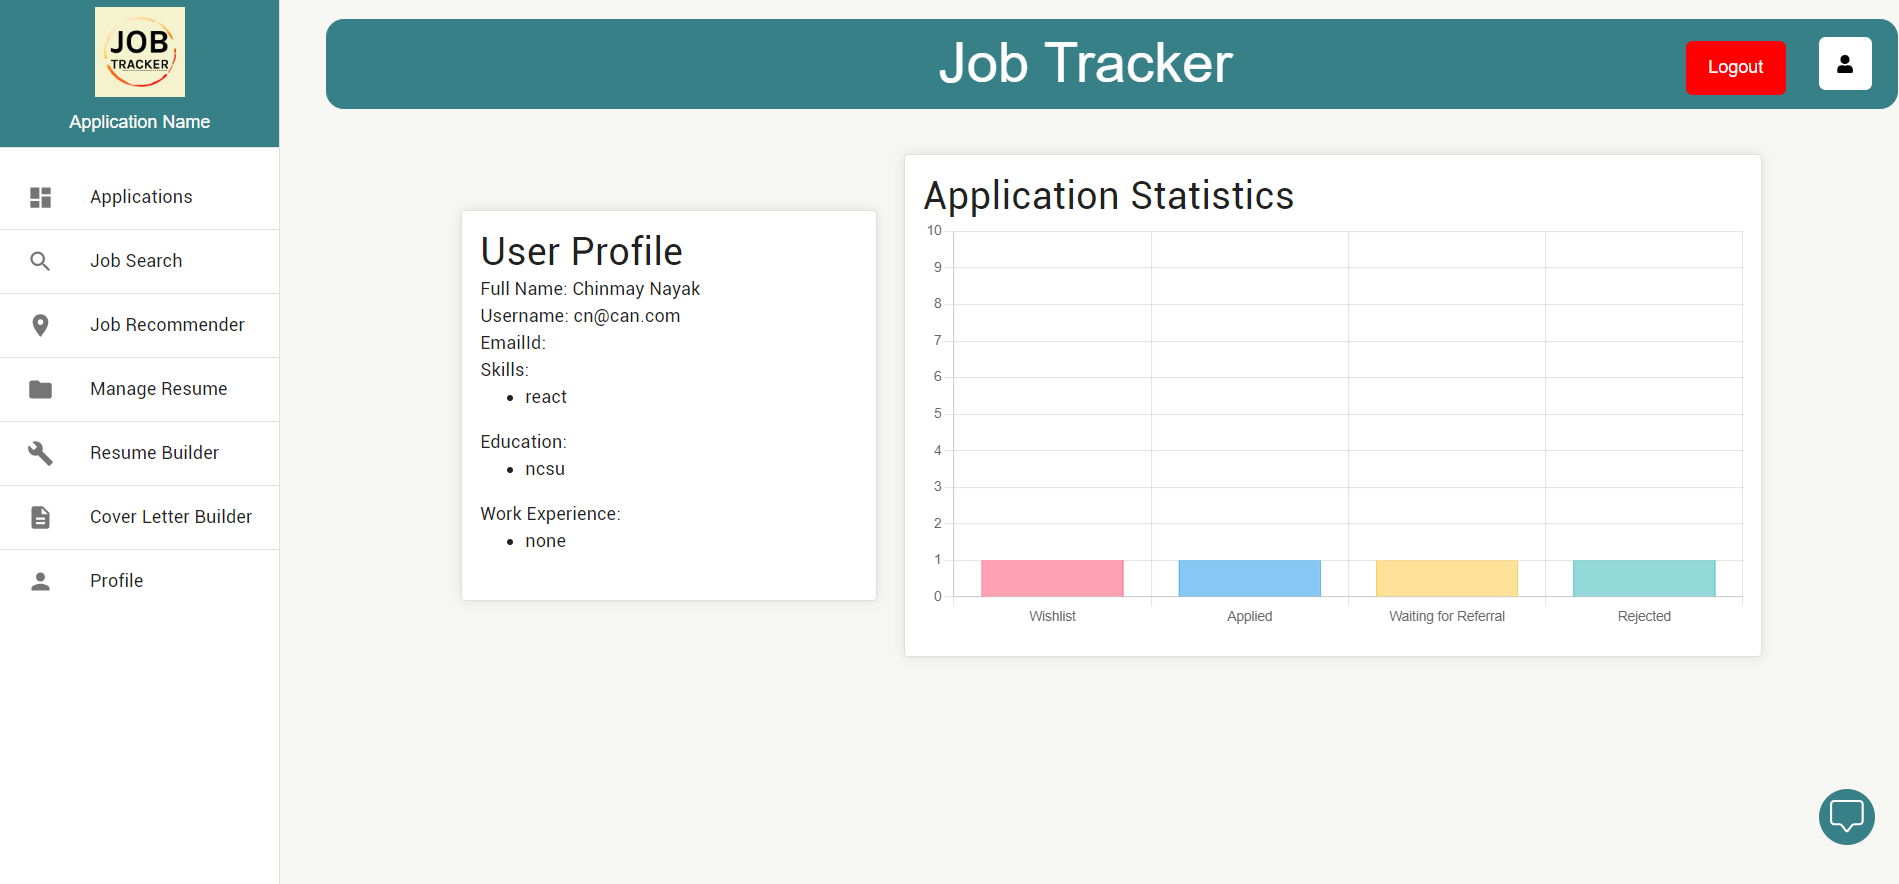 JOB
TRACKER
Application Name
Applications
Job Search
Job Recommender
Manage Resume
Resume Builder
Cover Letter Builder
Profile
Job Tracker
Logout
User Profile
Full Name: Chinmay Nayak
Username: cn@can.com
EmailId:
Skills:
• react
Education:
• ncsu
Work Experience:
• none
Application Statistics
10
9
8
7
6
5
4
3
2
1
0
Wishlist Applied Waiting for Referral Rejected